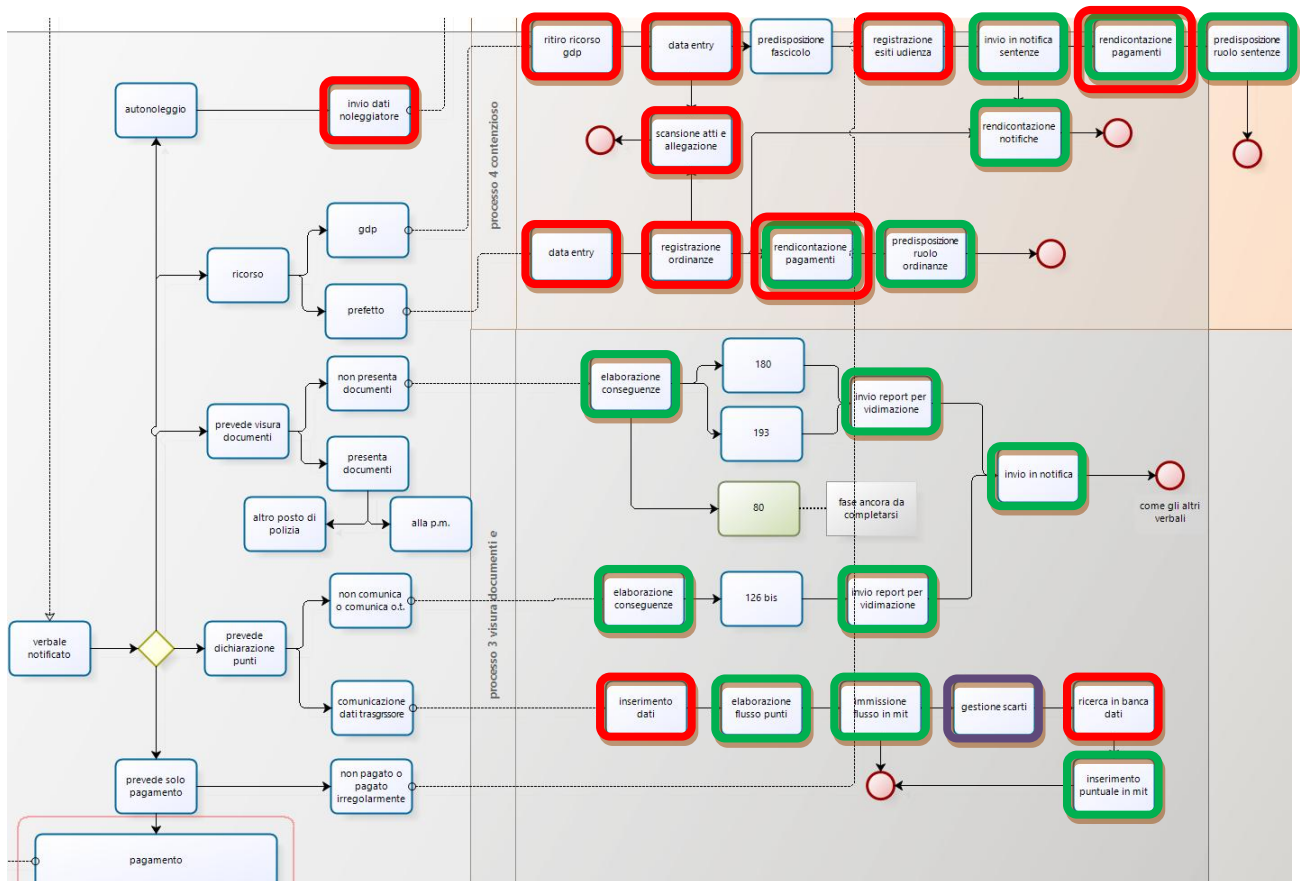 ritiro ricorso
gdp
data entry
predisposizione
fascicolo
registrazione
esiti udienza
invio in notifica
sentenze
rendicontazione
pagamenti
predisposizione
ruolo sentenze
autonoleggio
invio dati
noleggiatore
scansione atti e
allegazione
rendicontazione
notifiche
processo 4 contenzioso
gdp
ricorso
prefetto
data entry
registrazione
ordinanze
rendicontazione
pagamenti
predisposizione
ruolo
ordinanze
non presenta
documenti
prevede visura
documenti
presenta
documenti
altro posto di
polizia
alla p.m.
elaborazione
conseguenze
180
193
80
invio report per
vidimazione
fase ancora da
completarsi
invio in notifica
come gli altri
verbali
processo 3 visura documenti e
verbale
notificato
prevede
dichiarazione
punti
non comunica
o comunica o.t.
elaborazione
conseguenze
126 bis
invio report per
vidimazione
comunicazione
dati trasgrssore
inserimento
dati
elaborazione
flusso punti
immissione
flusso in mit
gestione scarti
ricerca in banca
dati
prevede solo
pagamento
non pagato o
pagato
irregolarmente
inserimento
puntuale in mit
pagamento